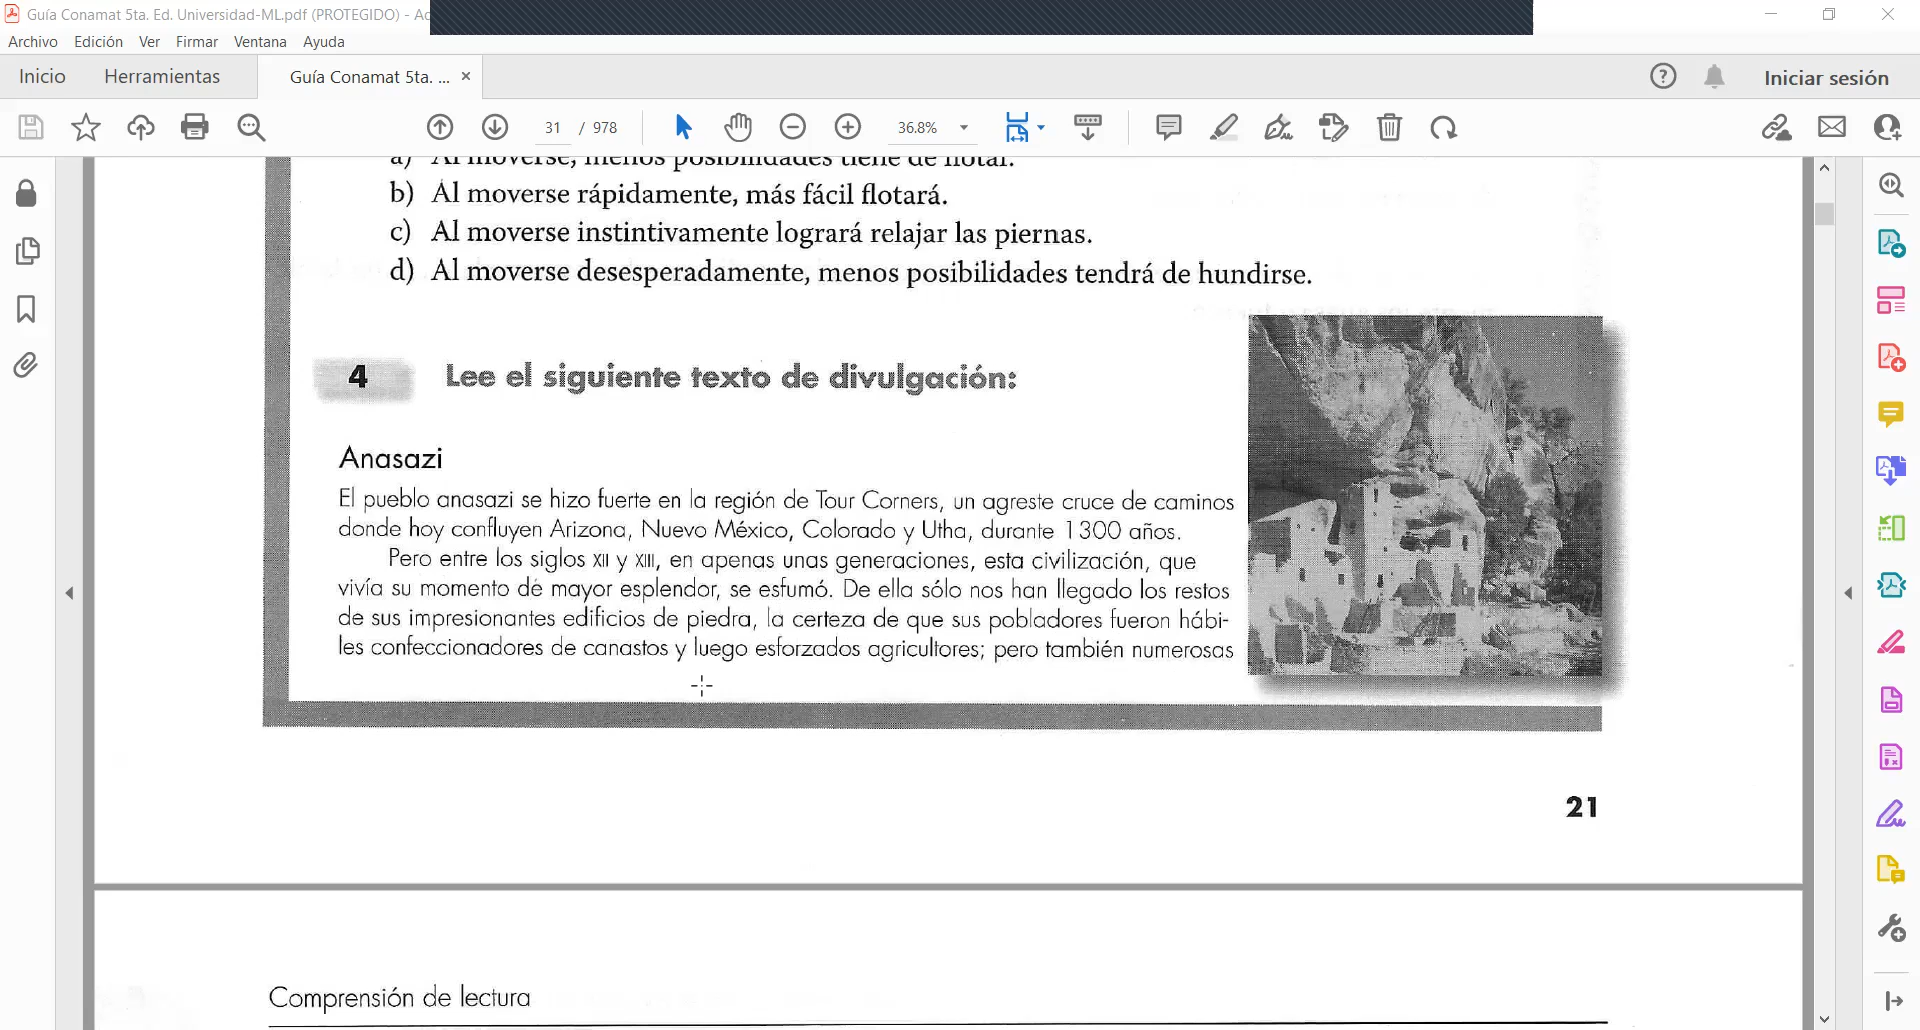 Guía Conamat 5ta. Ed. Universidad-ML.pdf (PROTEGIDO) - Ac
Archivo Edición Ver Firmar Ventana Ayuda
Inicio Herramientas Guía Conamat 5ta. ... × Iniciar sesión
31 / 978 36.8%
a) Al moverse, menos posibilidades tiene de flotar.
b) Al moverse rápidamente, más fácil flotará.
c) Al moverse instintivamente logrará relajar las piernas.
d) Al moverse desesperadamente, menos posibilidades tendrá de hundirse.
4 Lee el siguiente texto de divulgación:
Anasazi
El pueblo anasazi se hizo fuerte en la región de Tour Corners, un agreste cruce de caminos
donde hoy confluyen Arizona, Nuevo México, Colorado y Utha, durante 1300 años.
Pero entre los siglos XII y XIII, en apenas unas generaciones, esta civilización, que
vivía su momento de mayor esplendor, se esfumó. De ella sólo nos han llegado los restos
de sus impresionantes edificios de piedra, la certeza de que sus pobladores fueron hábi-
les confeccionadores de canastos y luego esforzados agricultores; pero también numerosas
21
Comprensión de lectura